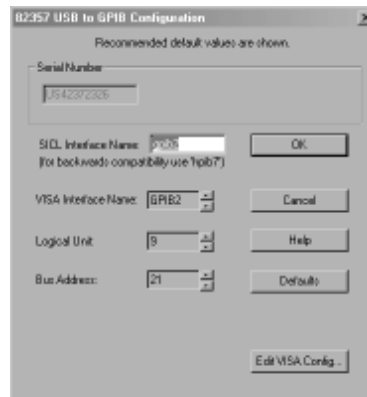 82357 USB to GPIB Configuration
Recommended default values are shown.
Serial Number
US42372326
SICL Interface Name:
OK
(for backwards compatibility use 'hpib7')
VISA Interface Name: GPIB2
Cancel
Logical Unit 9
Help
Bus Address: 21
Defaults
Edit VISA Config...